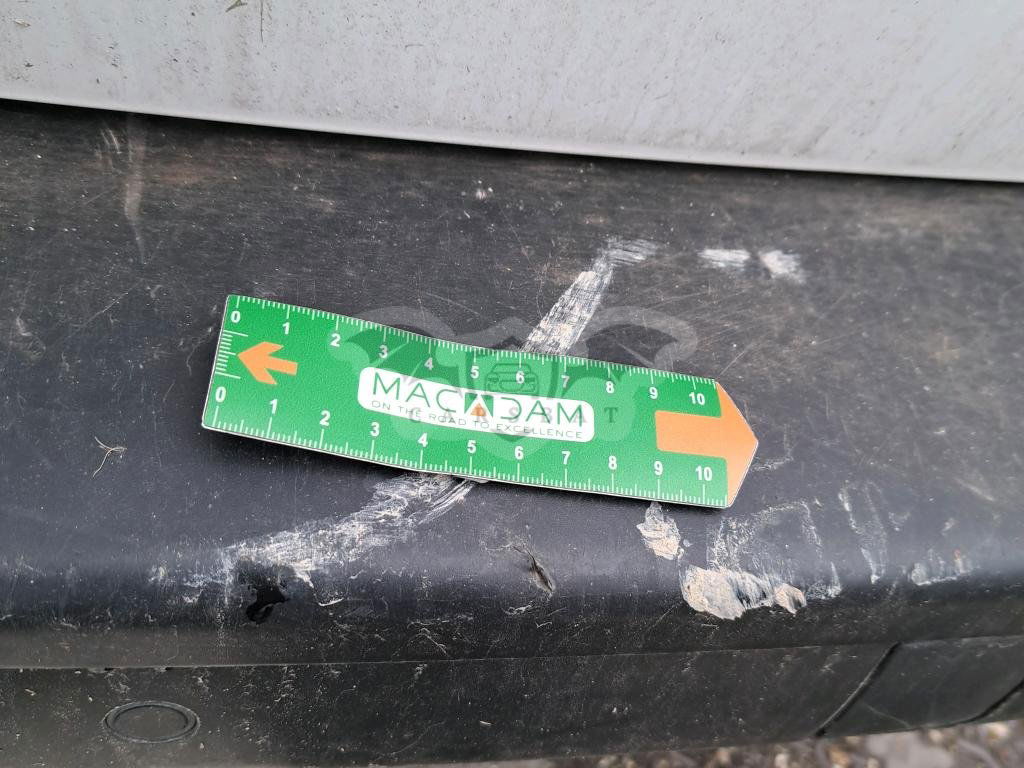 0 1 2 3 4 5 6 7 8 9 10
MACADAM
ON THE ROAD TO EXCELLENCE
CARSBAT
0 1 2 3 4 5 6 7 8 9 10